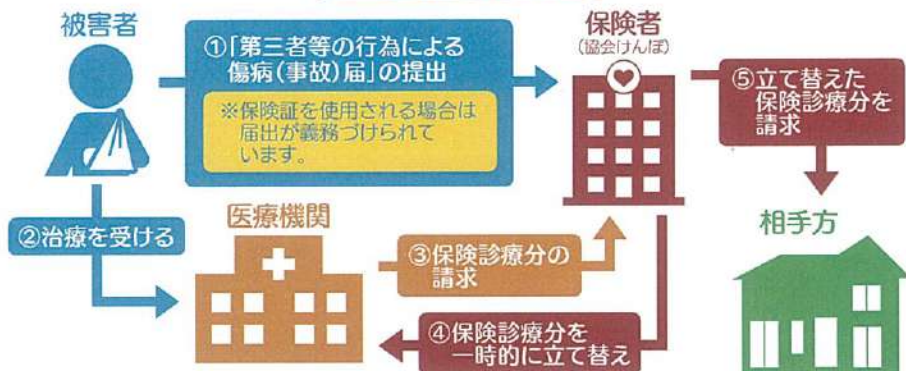 被害者
①「第三者等の行為による
傷病(事故)届」の提出
※保険証を使用される場合は
届出が義務づけられて
います。
保険者
(協会けんぽ)
⑤立て替えた
保険診療分を
請求
②治療を受ける
医療機関
③保険診療分の
請求
④保険診療分を
一時的に立て替え
相手方